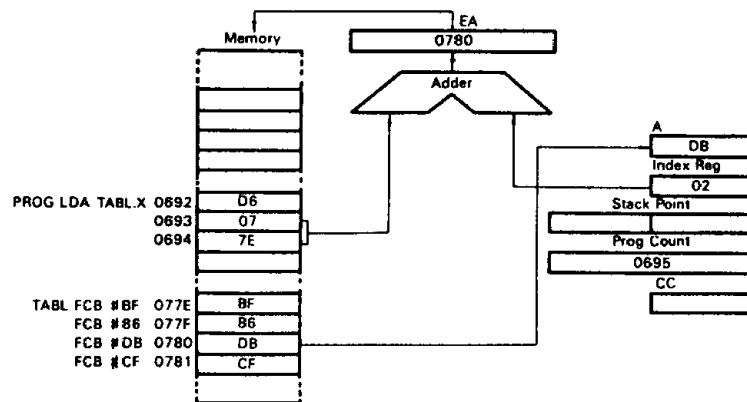 EA
Memory
0780
Adder
A
DB
Index Reg
02
Stack Point
Prog Count
0695
CC
PROG LDA TABL.X 0692 D6
0693 07
0694 7E
TABL FCB #BF 077E BF
FCB #86 077F 86
FCB #DB 0780 DB
FCB #CF 0781 CF